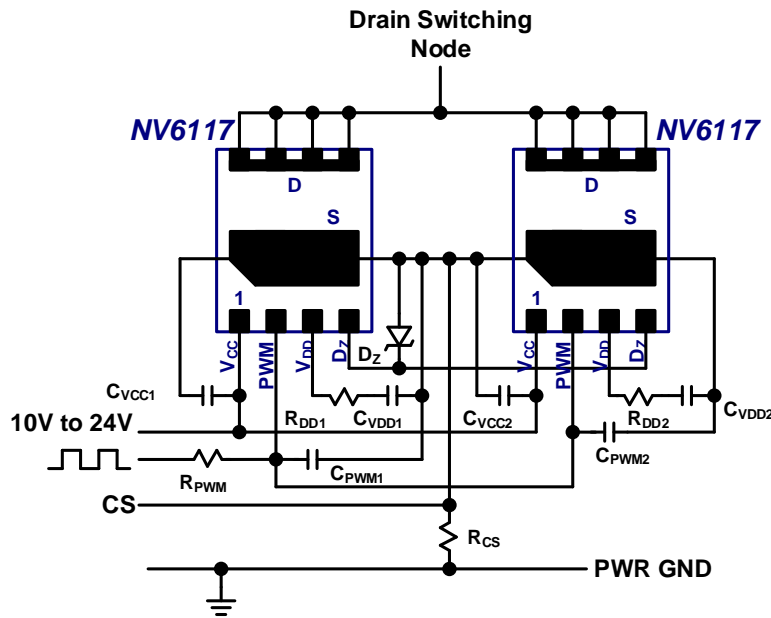 Drain Switching
Node
NV6117
NV6117
D
D
S
S
1
1
VCC
PWM
VDD
DZ
VCC
PWM
VDD
DZ
DZ
CVCC1
RDD1
CVDD1
CVCC2
RDD2
CVDD2
10V to 24V
RPWM
CPWM1
CPWM2
CS
RCS
PWR GND